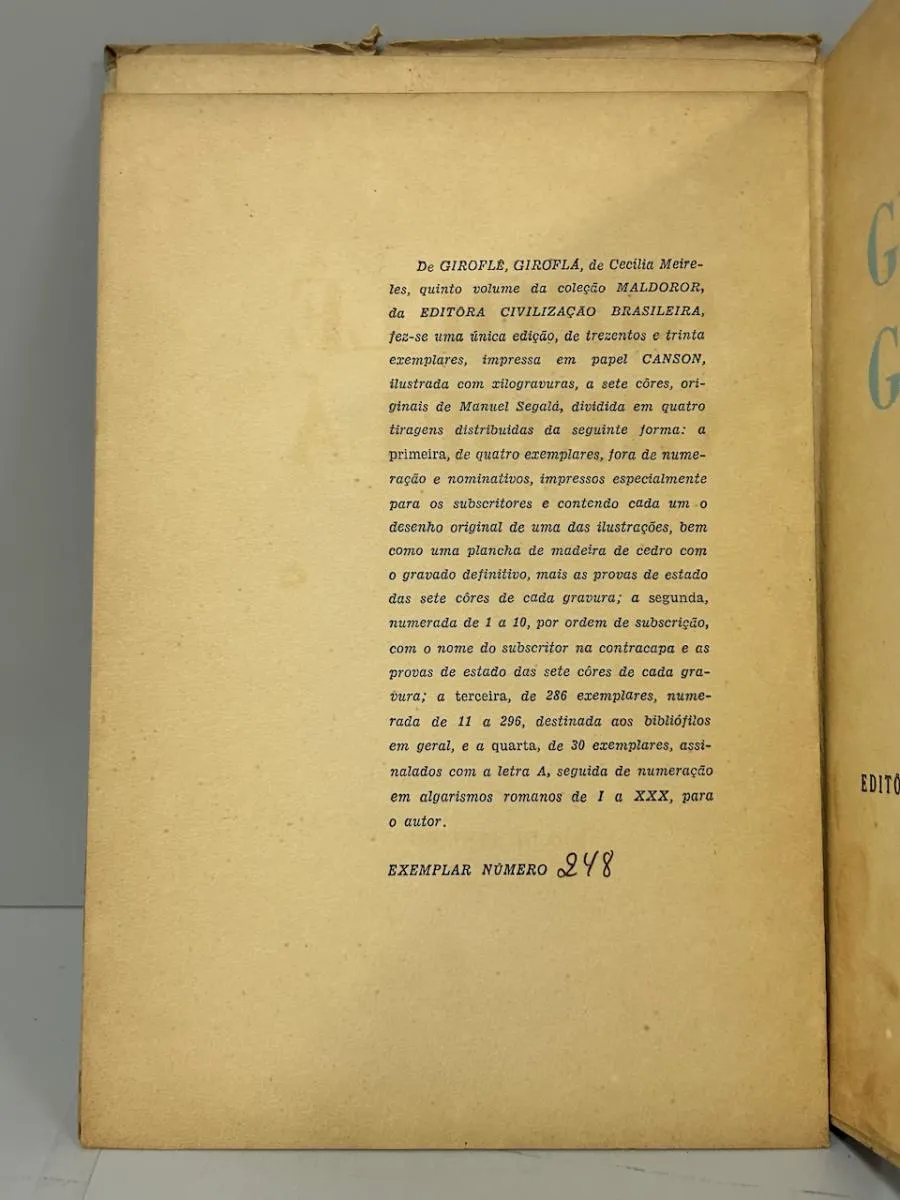 De GIROFLÊ, GIROFLÁ, de Cecília Meire-
les, quinto volume da coleção MALDOROR,
da EDITÔRA CIVILIZAÇÃO BRASILEIRA,
fez-se uma única edição, de trezentos e trinta
exemplares, impressa em papel CANSON,
ilustrada com xilogravuras, a sete côres, ori-
ginais de Manuel Segalá, dividida em quatro
tiragens distribuidas da seguinte forma: a
primeira, de quatro exemplares, fora de nume-
ração e nominativos, impressos especialmente
para os subscritores e contendo cada um o
desenho original de uma das ilustrações, bem
como uma plancha de madeira de cedro com
o gravado definitivo, mais as provas de estado
das sete côres de cada gravura; a segunda,
numerada de 1 a 10, por ordem de subscrição,
com o nome do subscritor na contracapa e as
provas de estado das sete côres de cada gra-
vura; a terceira, de 286 exemplares, nume-
rada de 11 a 296, destinada aos bibliófilos
em geral, e a quarta, de 30 exemplares, assi-
nalados com a letra A, seguida de numeração
em algarismos romanos de I a XXX, para
o autor.
EXEMPLAR NÚMERO 248
G
G
EDITÔ